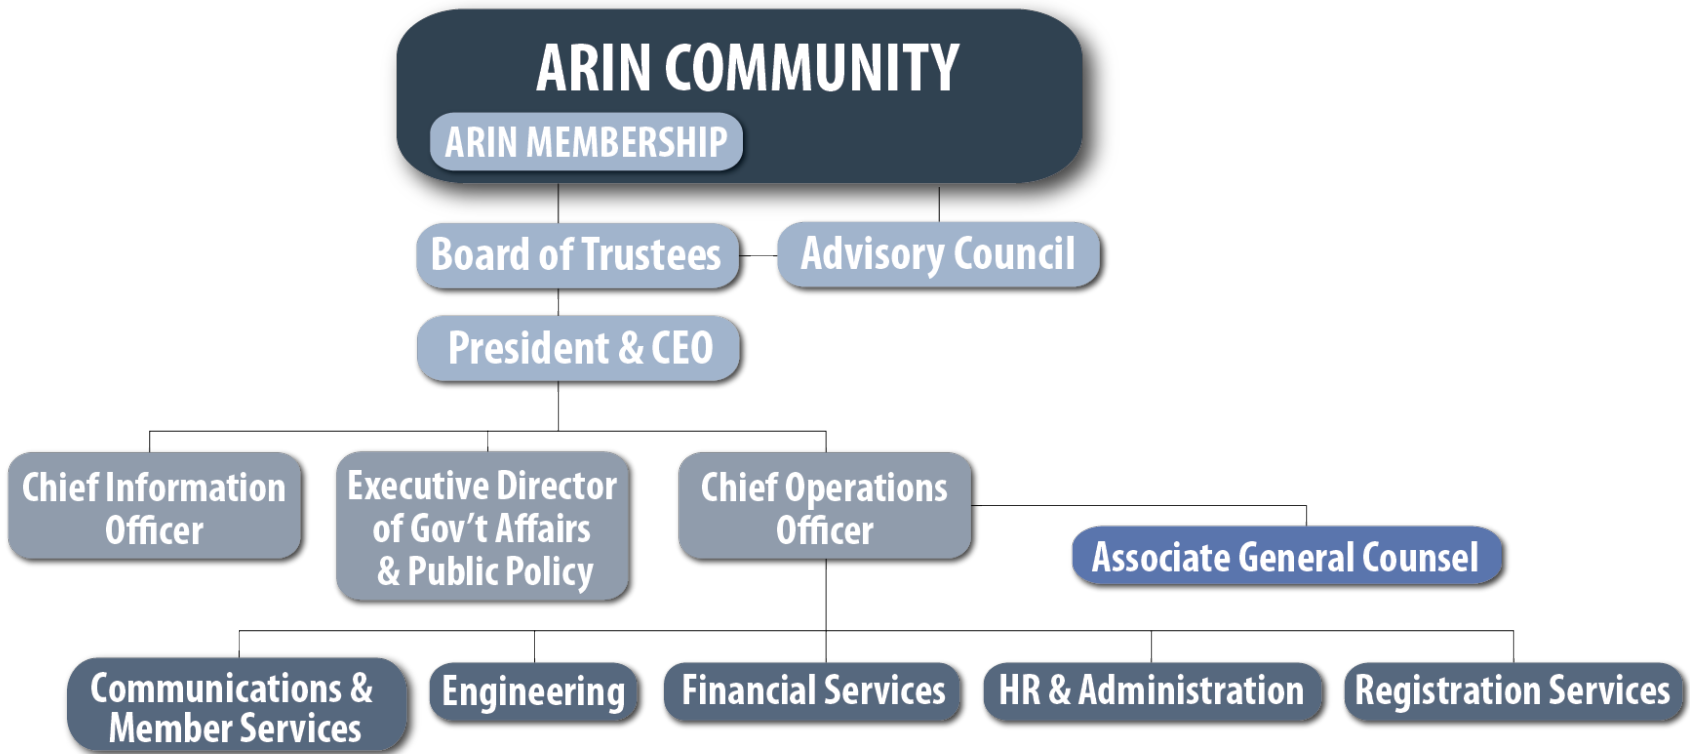 ARIN COMMUNITY
ARIN MEMBERSHIP
Board of Trustees
Advisory Council
President & CEO
Chief Information
Officer
Executive Director
of Gov't Affairs
& Public Policy
Chief Operations
Officer
Associate General Counsel
Communications &
Member Services
Engineering
Financial Services
HR & Administration
Registration Services